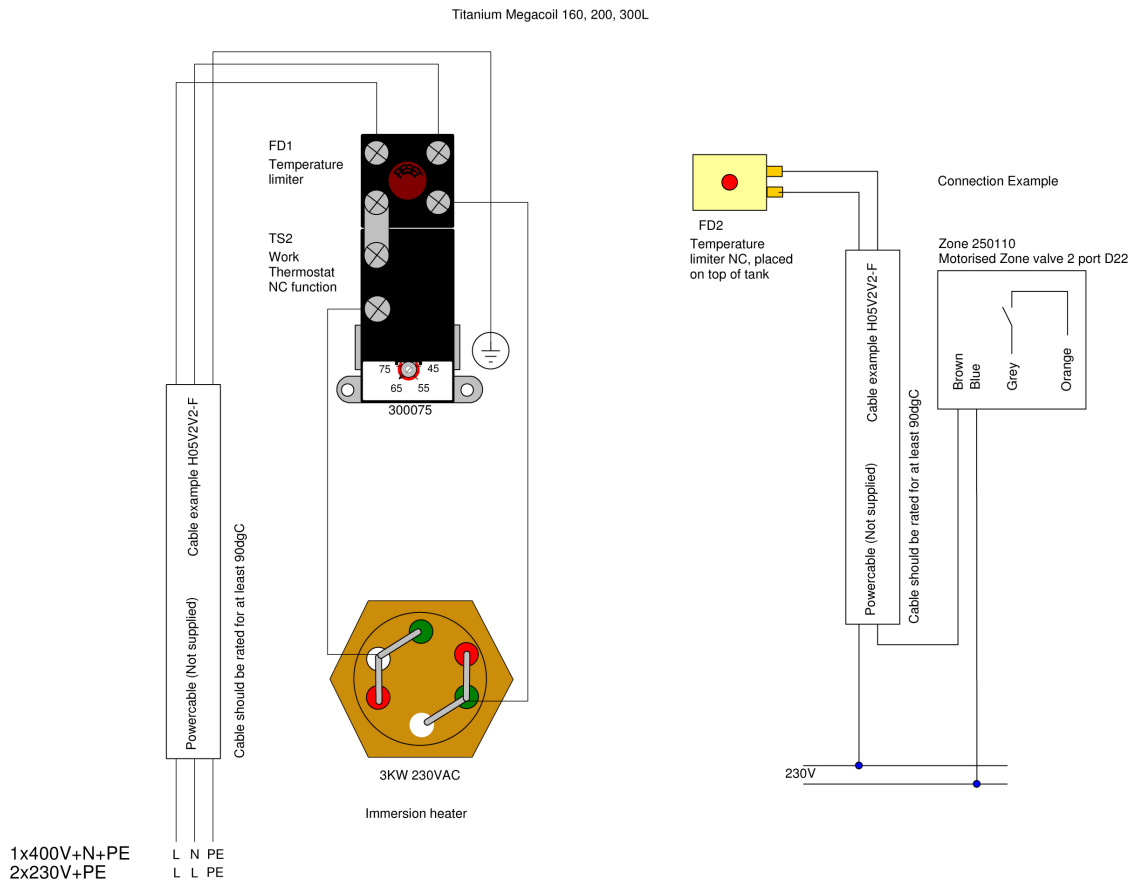 Titanium Megacoil 160, 200, 300L
FD1
Temperature
limiter
RESET
TS2
Work
Thermostat
NC function
75 45
65 55
300075
Cable example H05V2V2-F
Powercable (Not supplied)
Cable should be rated for at least 90dgC
3KW 230VAC
Immersion heater
1x400V+N+PE L N PE
2x230V+PE L L PE
FD2
Temperature
limiter NC, placed
on top of tank
Connection Example
Zone 250110
Motorised Zone valve 2 port D22
Brown
Blue
Grey
Orange
Cable example H05V2V2-F
Powercable (Not supplied)
Cable should be rated for at least 90dgC
230V